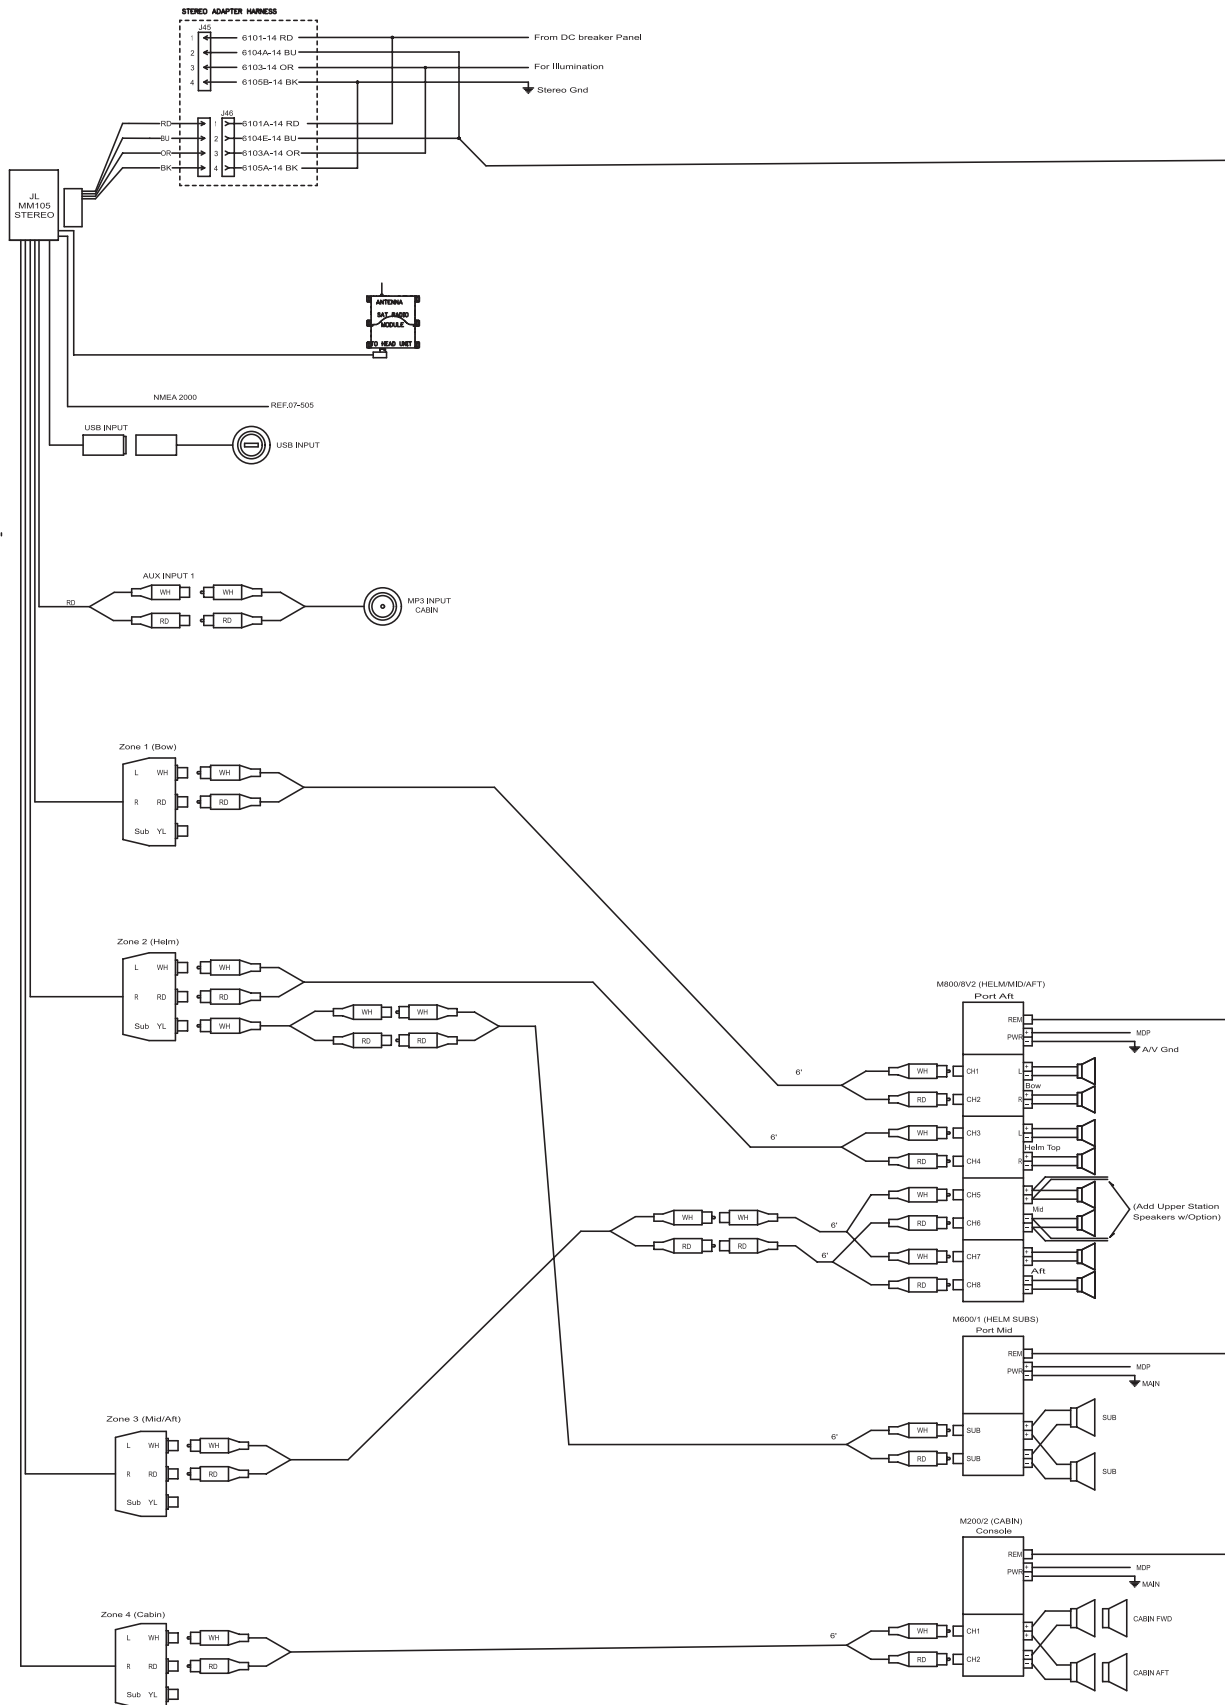 STEREO ADAPTER HARNESS
J45
1 6101-14 RD From DC breaker Panel
2 6104A-14 BU
3 6103-14 OR For Illumination
4 6105B-14 BK
Stereo Gnd
J46
RD 1 6101A-14 RD
BU 2 6104E-14 BU
OR 3 6103A-14 OR
BK 4 6105A-14 BK
JL
MM105
STEREO
ANTENNA
SAT RADIO
MODULE
TO HEAD UNIT
NMEA 2000
REF.07-505
USB INPUT
USB INPUT
AUX INPUT 1
WH WH
RD
RD RD
MP3 INPUT
CABIN
Zone 1 (Bow)
L WH WH
R RD RD
Sub YL
Zone 2 (Helm)
L WH WH
R RD RD
Sub YL WH
WH WH
RD RD
M800/8V2 (HELM/MID/AFT)
Port Aft
REM
PWR + - MDP
A/V Gnd
6' WH CH1 L + -
Bow
RD CH2 R + -
6' WH CH3 L + -
Helm Top
RD CH4 R + -
WH CH5 + +
Mid
RD CH6 - -
(Add Upper Station
Speakers w/Option)
WH WH 6'
RD RD 6'
WH CH7 + +
Aft
RD CH8 - -
M600/1 (HELM SUBS)
Port Mid
REM
PWR + - MDP
MAIN
6' WH SUB + + SUB
RD SUB - - SUB
Zone 3 (Mid/Aft)
L WH WH
R RD RD
Sub YL
M200/2 (CABIN)
Console
REM
PWR + - MDP
MAIN
6' WH CH1 + + CABIN FWD
RD CH2 - - CABIN AFT
Zone 4 (Cabin)
L WH WH
R RD RD
Sub YL